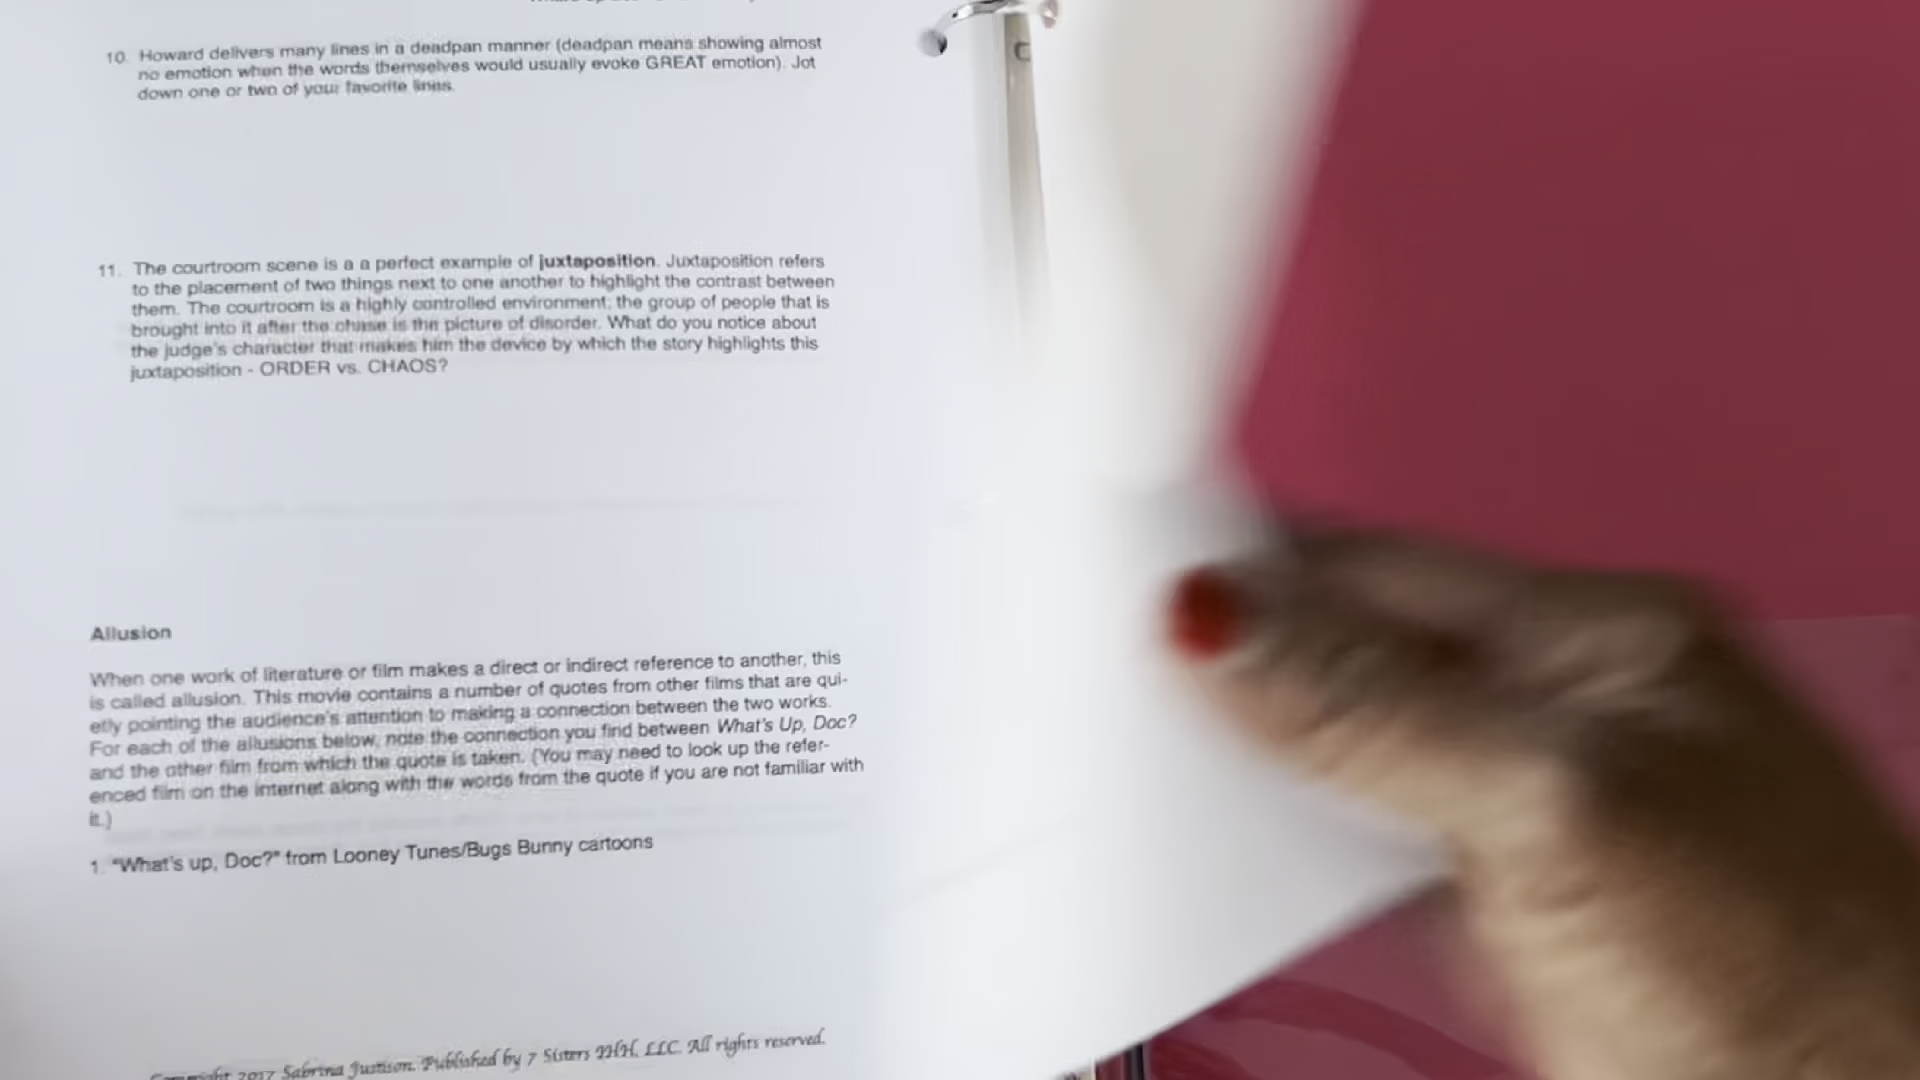 10. Howard delivers many lines in a deadpan manner (deadpan means showing almost
no emotion when the words themselves would usually evoke GREAT emotion). Jot
down one or two of your favorite lines.
11. The courtroom scene is a a perfect example of juxtaposition. Juxtaposition refers
to the placement of two things next to one another to highlight the contrast between
them. The courtroom is a highly controlled environment; the group of people that is
brought into it after the chase is the picture of disorder. What do you notice about
the judge's character that makes him the device by which the story highlights this
juxtaposition - ORDER vs. CHAOS?
Allusion
When one work of literature or film makes a direct or indirect reference to another, this
is called allusion. This movie contains a number of quotes from other films that are qui-
etly pointing the audience's attention to making a connection between the two works.
For each of the allusions below, note the connection you find between What's Up, Doc?
and the other film from which the quote is taken. (You may need to look up the refer-
enced film on the internet along with the words from the quote if you are not familiar with
it.)
1. "What's up, Doc?" from Looney Tunes/Bugs Bunny cartoons
Copyright 2017 Sabrina Justison. Published by 7 Sisters HH, LLC. All rights reserved.